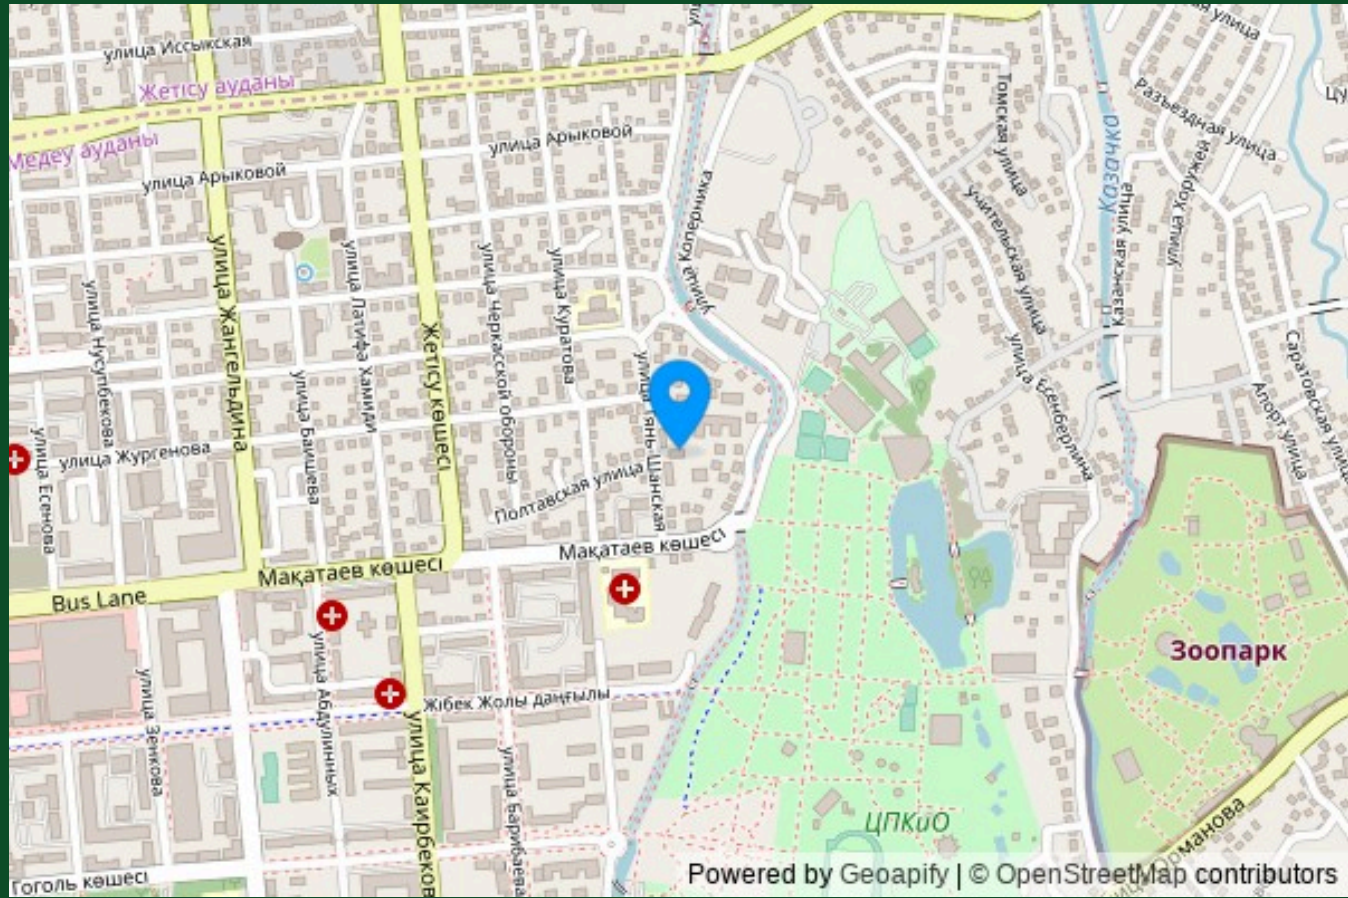 улица Иссыкская
Жетісу ауданы
Медеу ауданы
улица Арыковой
улица Арыковой
улица Коперника
Томская улица
Разъездная улица
Казачка
Учительская улица
Казанская улица
улица Хоружей
улица Жангельдина
улица Латифа Хамиди
улица Нусупбекова
улица Черкасской обороны
улица Куратова
Жетісу көшесі
улица Тянь-Шанская
улица Есенберлина
Саратовская улица
Апорт улица
улица Баишева
улица Жургенова
улица Есенова
Полтавская улица
Мақатаев көшесі
Мақатаев көшесі
Bus Lane
Зоопарк
улица Абдулинных
улица Зенкова
Жібек Жолы даңғылы
улица Каирбекова
улица Барибаева
ЦПКиО
Гоголь көшесі
Powered by Geoapify | © OpenStreetMap contributors